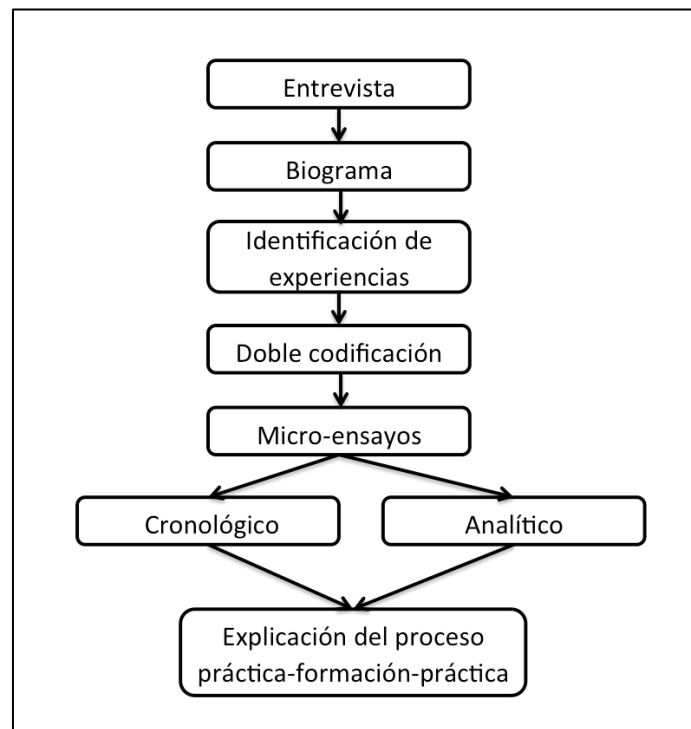 Entrevista
Biograma
Identificación de
experiencias
Doble codificación
Micro-ensayos
Cronológico
Analítico
Explicación del proceso
práctica-formación-práctica